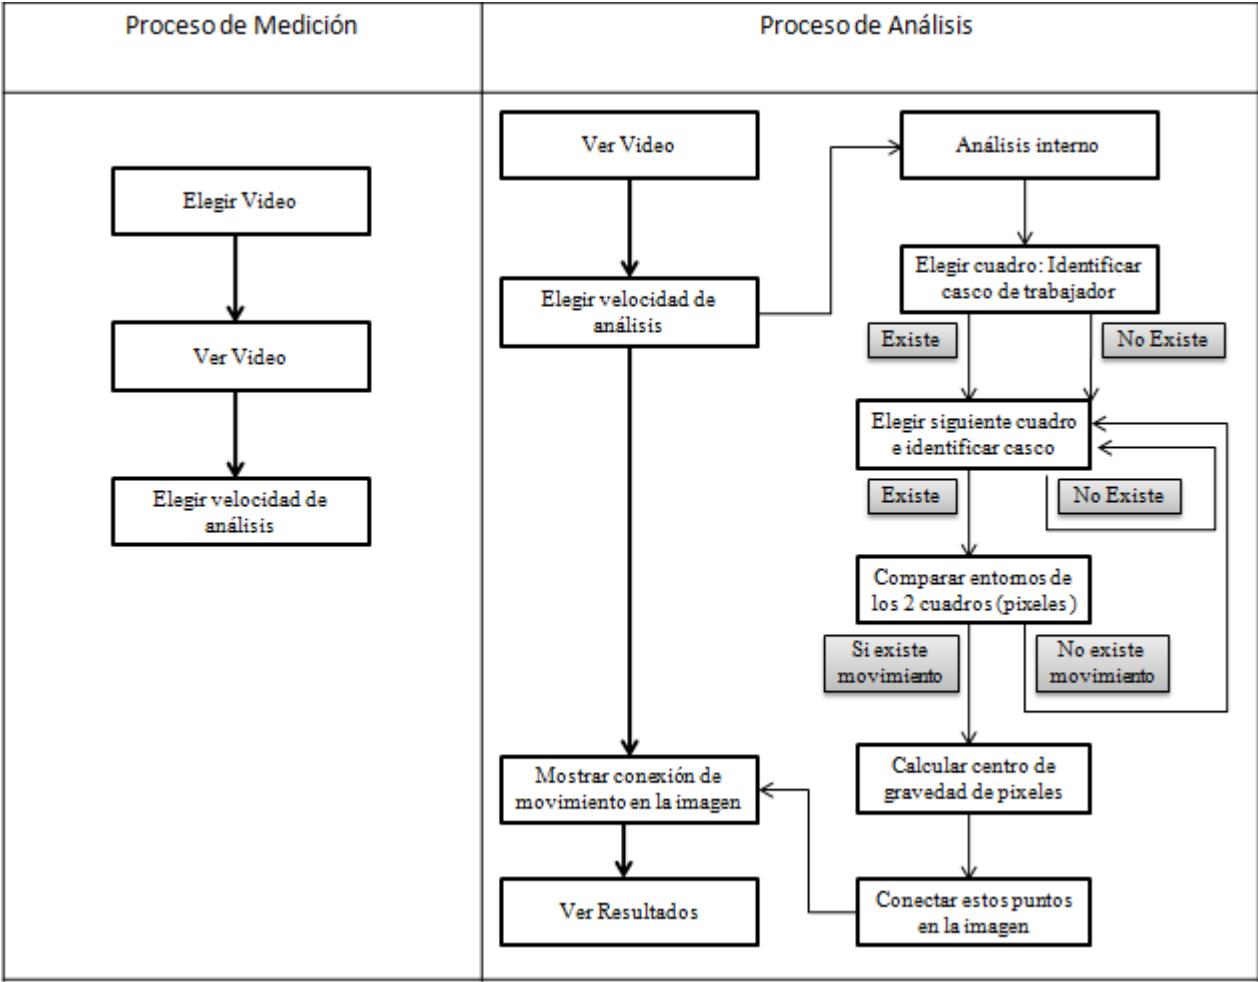 Proceso de Medición
Proceso de Análisis
Elegir Video
Ver Video
Elegir velocidad de
análisis
Ver Video
Elegir velocidad de
análisis
Mostrar conexión de
movimiento en la imagen
Ver Resultados
Análisis interno
Elegir cuadro: Identificar
casco de trabajador
Existe
No Existe
Elegir siguiente cuadro
e identificar casco
Existe
No Existe
Comparar entornos de
los 2 cuadros (pixeles )
Si existe
movimiento
No existe
movimiento
Calcular centro de
gravedad de pixeles
Conectar estos puntos
en la imagen